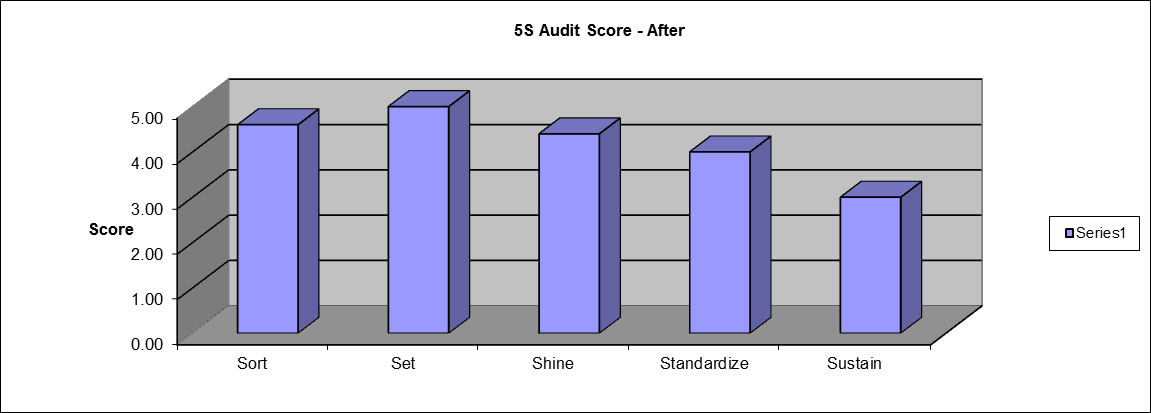 5S Audit Score - After
5.00
4.00
3.00
2.00
1.00
0.00
Score
Sort
Set
Shine
Standardize
Sustain
Series1